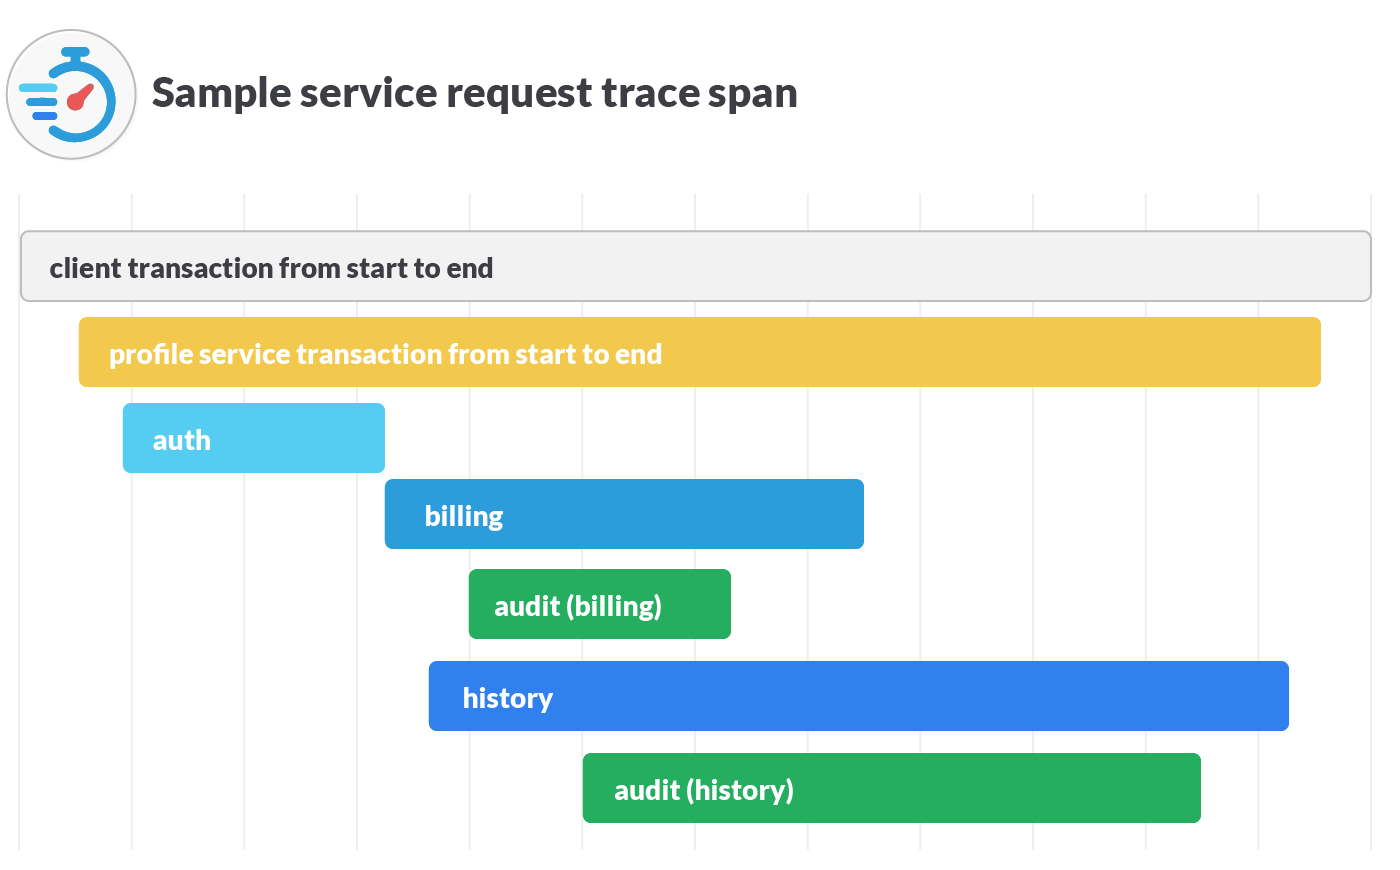 Sample service request trace span
client transaction from start to end
profile service transaction from start to end
auth
billing
audit (billing)
history
audit (history)